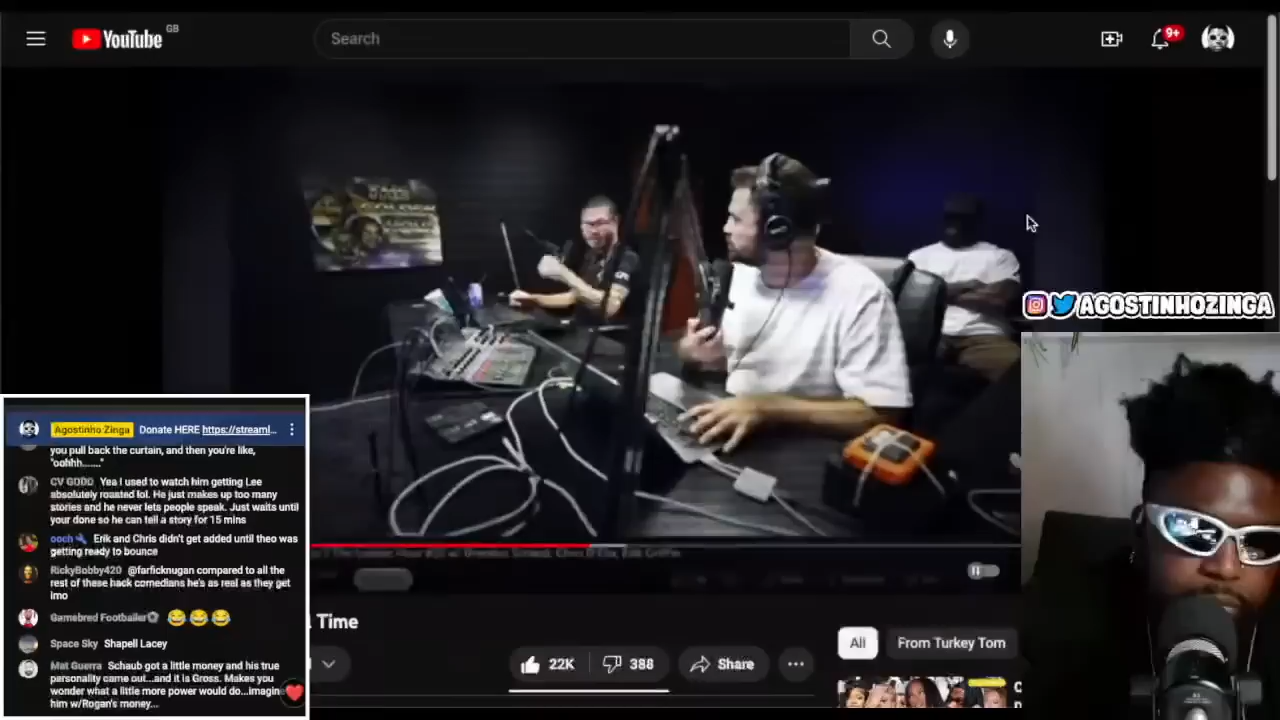 YouTube GB
Search
9+
AGOSTINHOZINGA
Agostinho Zinga Donate HERE https://streaml...
you pull back the curtain, and then you're like,
"oohhh......."
CV GODO Yea I used to watch him getting Lee
absolutely roasted lol. He just makes up too many
stories and he never lets people speak. Just waits until
your done so he can tell a story for 15 mins
ooch Erik and Chris didn't get added until theo was
getting ready to bounce
RickyBobby420 @farficknugan compared to all the
rest of these hack comedians he's as real as they get
imo
Gamebred Footballer
Space Sky Shapell Lacey
Mat Guerra Schaub got a little money and his true
personality come out...and it is Gross. Makes you
wonder what a little more power would do...imagin
him w/Rogan's money...
Time
22K
388
Share
All
From Turkey Tom